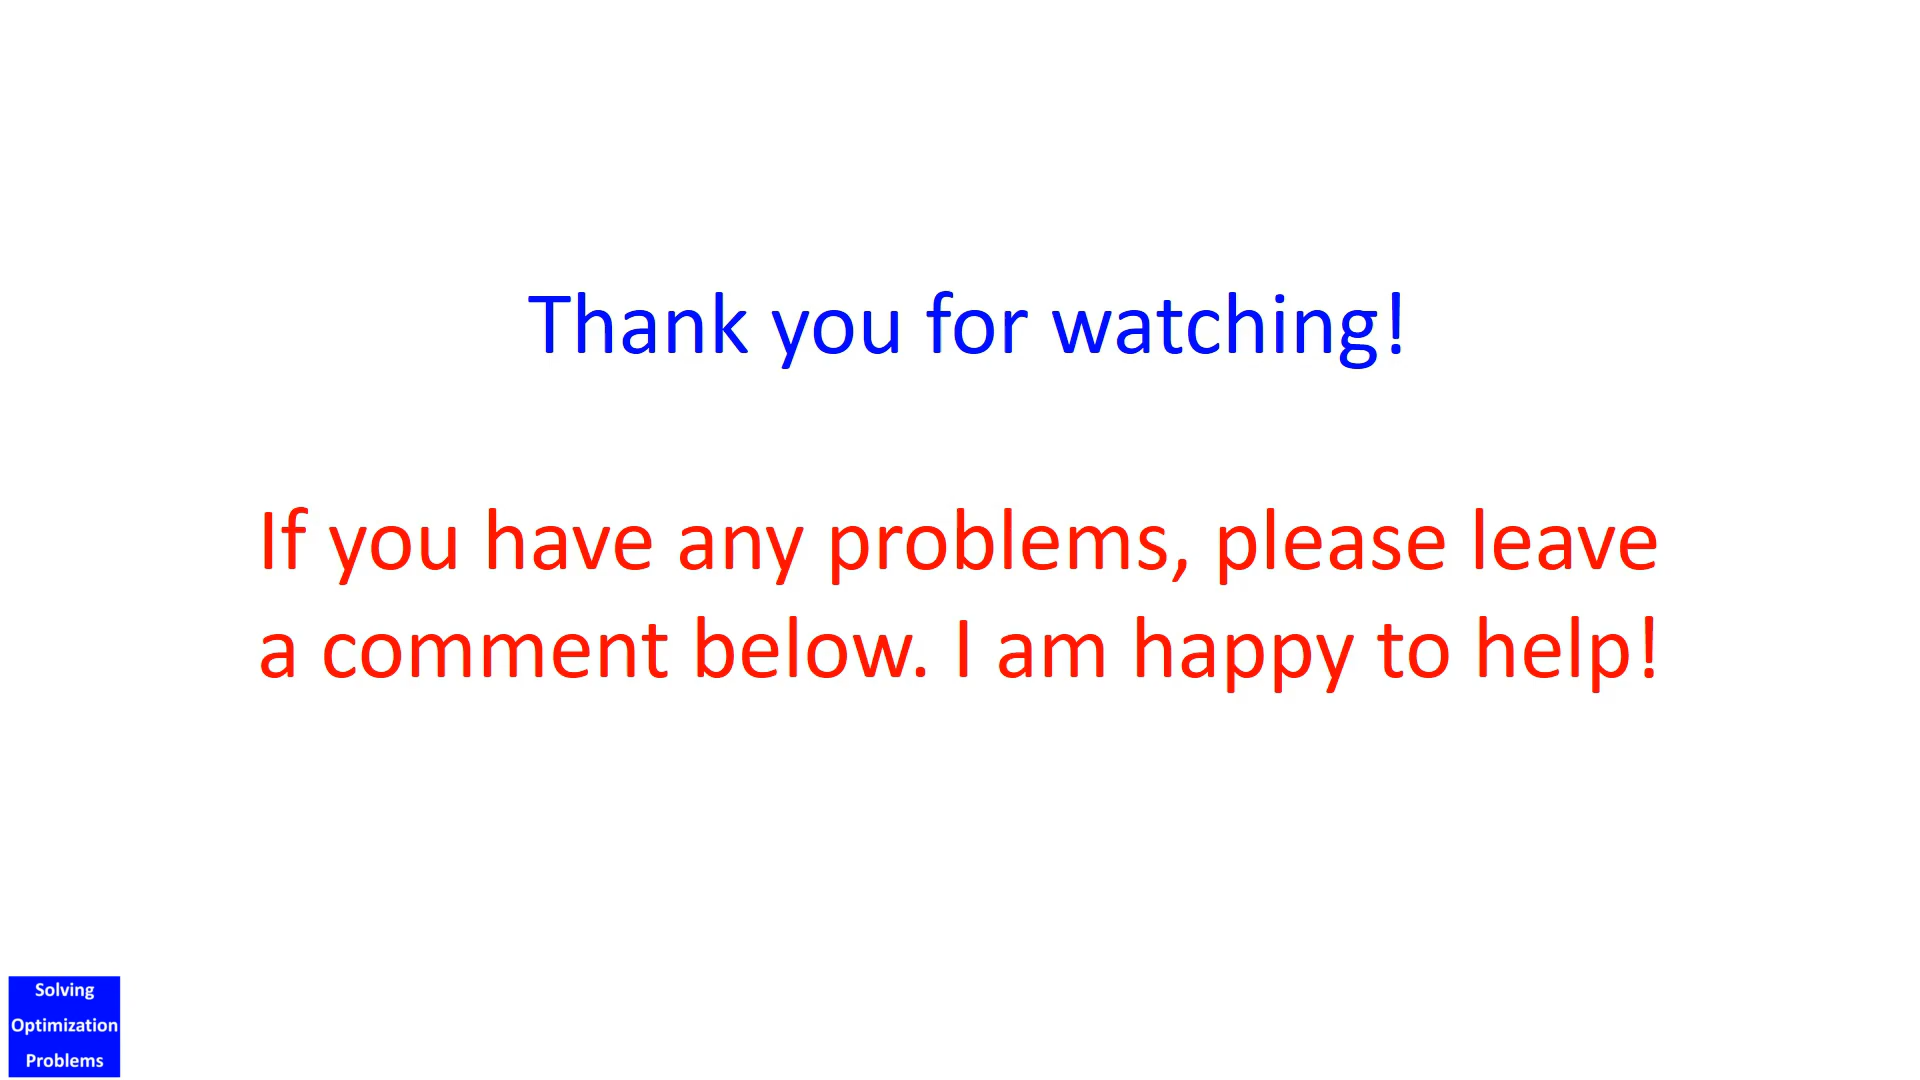 Thank you for watching!
If you have any problems, please leave
a comment below. I am happy to help!
Solving
Optimization
Problems